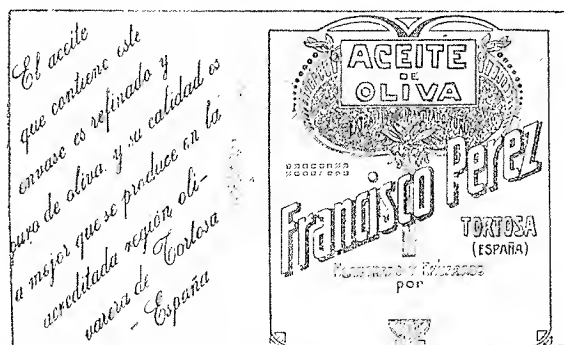 El aceite
que contiene este
envase es refinado y
puro de oliva. y su calidad es
a mejor que se produce en la
acreditada región oli-
varera de Tortosa
- España
ACEITE
DE
OLIVA
Francisco Perez
TORTOSA
(ESPAÑA)
por